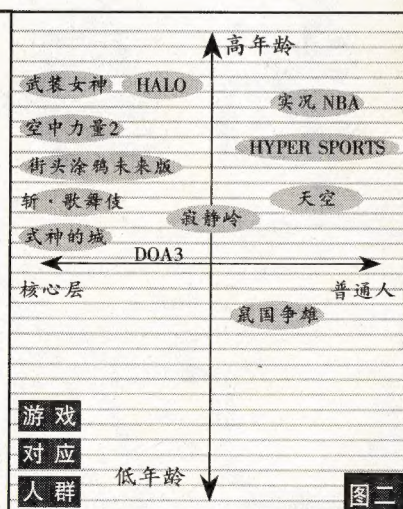 高年龄
武装女神 HALO
实况 NBA
空中力量2
HYPER SPORTS
街头涂鸦未来版
斩·歌舞伎
天空
寂静岭
式神的城
DOA3
核心层
普通人
鼠国争雄
游戏
对应
人群
低年龄
图二